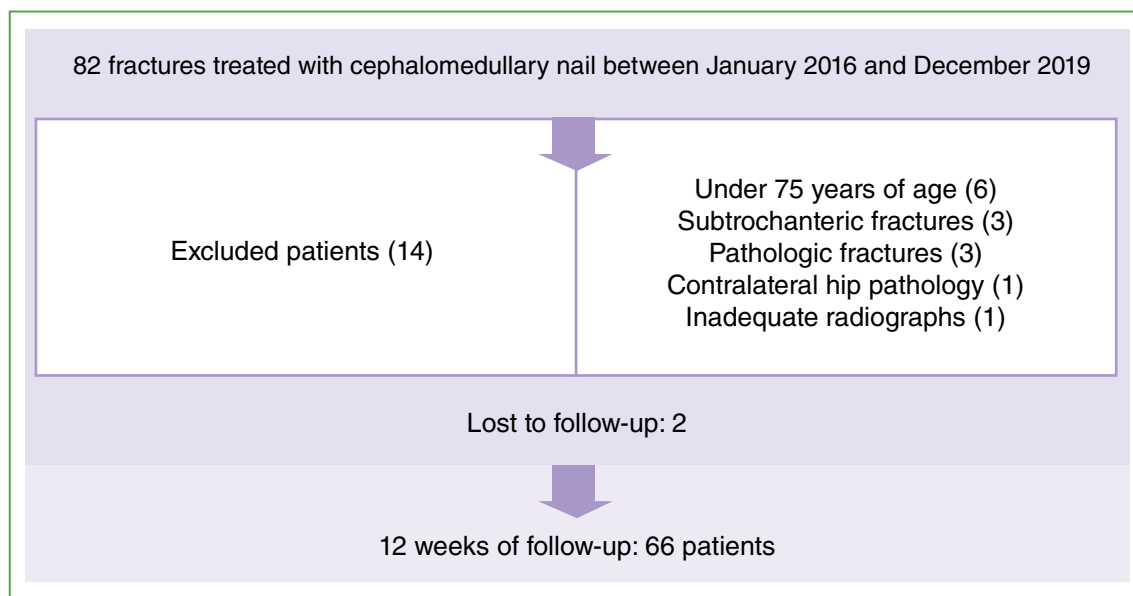 82 fractures treated with cephalomedullary nail between January 2016 and December 2019
Excluded patients (14)
Under 75 years of age (6)
Subtrochanteric fractures (3)
Pathologic fractures (3)
Contralateral hip pathology (1)
Inadequate radiographs (1)
Lost to follow-up: 2
12 weeks of follow-up: 66 patients